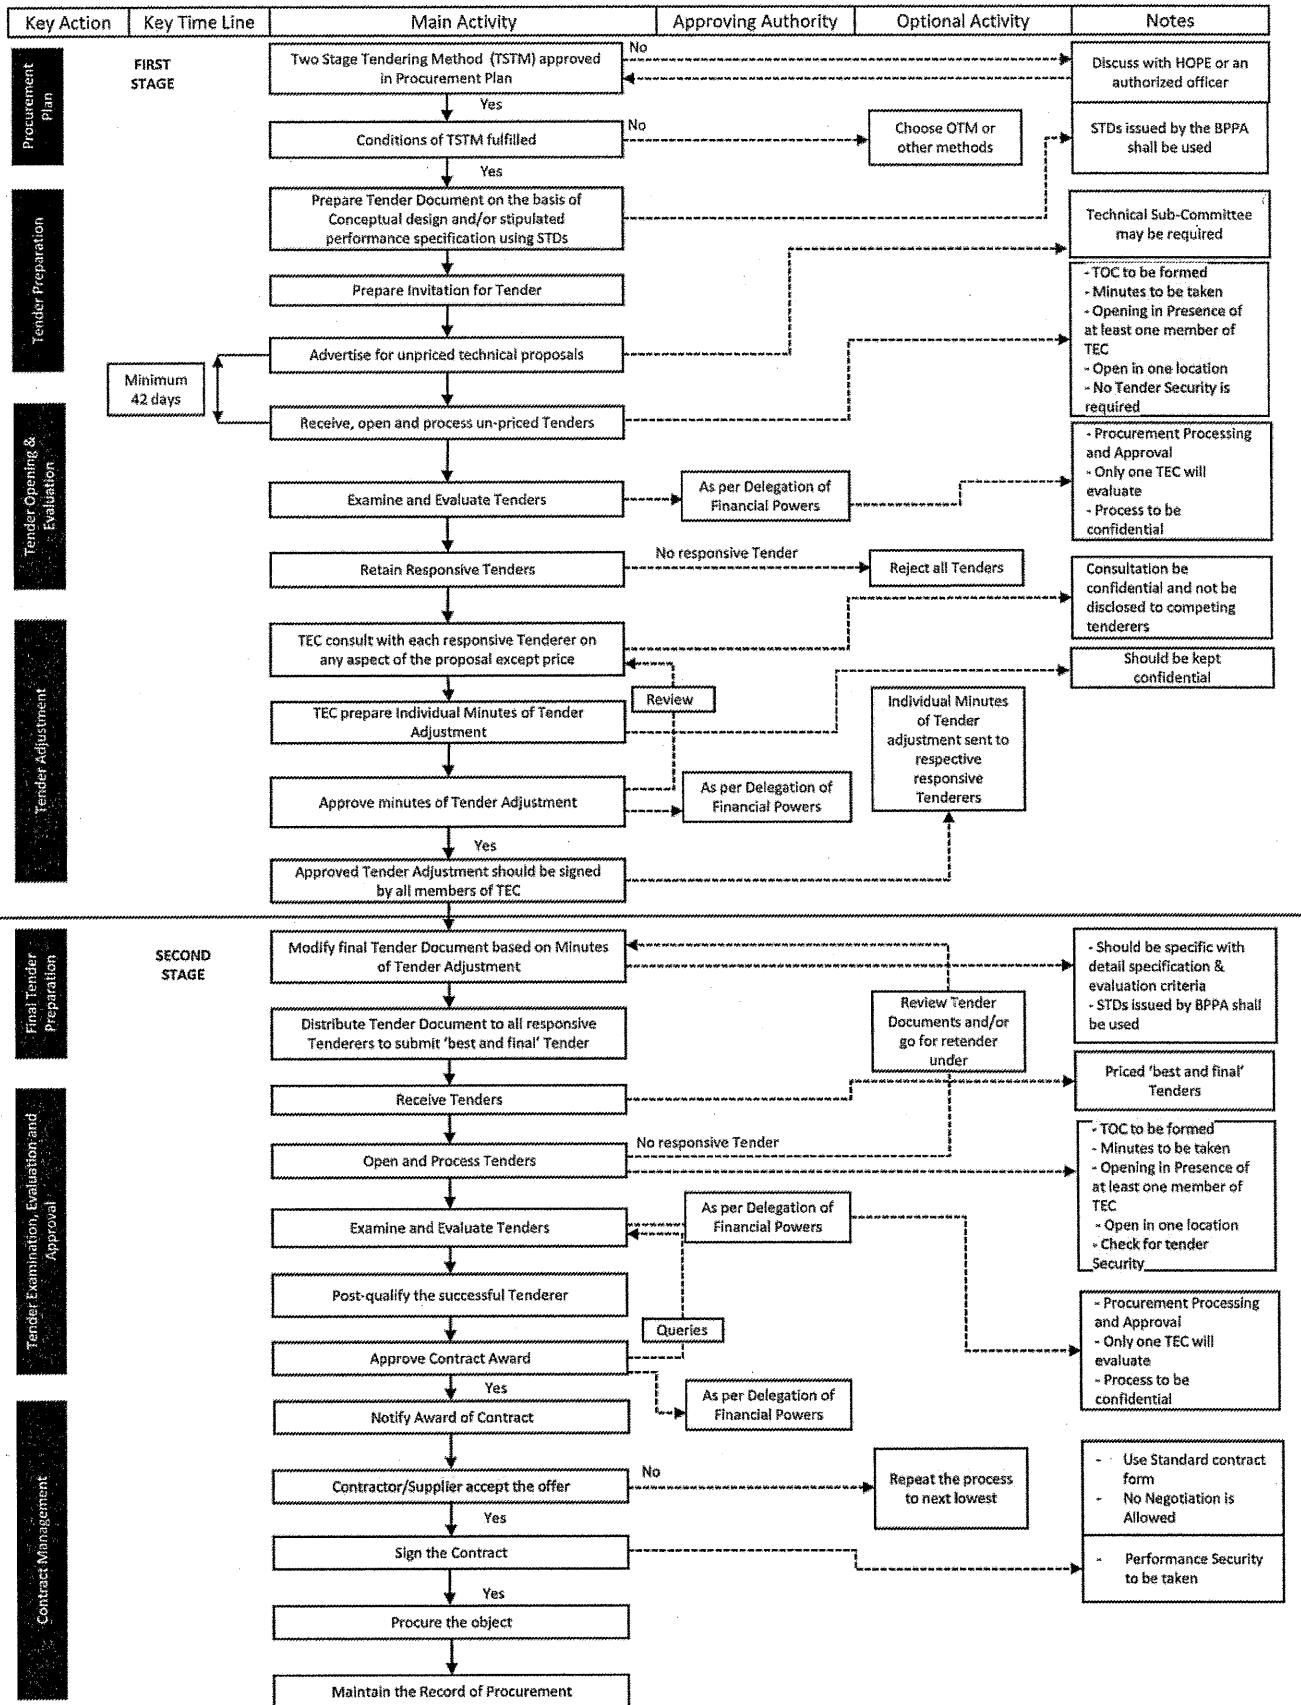 Key Action
Key Time Line
Main Activity
Approving Authority
Optional Activity
Notes
Procurement
Plan
FIRST
STAGE
Two Stage Tendering Method (TSTM) approved
in Procurement Plan
No
Discuss with HOPE or an
authorized officer
Yes
Conditions of TSTM fulfilled
No
Choose OTM or
other methods
STDs issued by the BPPA
shall be used
Yes
Tender Preparation
Prepare Tender Document on the basis of
Conceptual design and/or stipulated
performance specification using STDs
Technical Sub-Committee
may be required
Prepare Invitation for Tender
- TOC to be formed
- Minutes to be taken
- Opening in Presence of
at least one member of
TEC
- Open in one location
- No Tender Security is
required
Advertise for unpriced technical proposals
Minimum
42 days
Receive, open and process un-priced Tenders
Tender Opening &
Evaluation
- Procurement Processing
and Approval
- Only one TEC will
evaluate
- Process to be
confidential
Examine and Evaluate Tenders
As per Delegation of
Financial Powers
Retain Responsive Tenders
No responsive Tender
Reject all Tenders
Consultation be
confidential and not be
disclosed to competing
tenderers
Tender Adjustment
TEC consult with each responsive Tenderer on
any aspect of the proposal except price
Should be kept
confidential
Review
TEC prepare Individual Minutes of Tender
Adjustment
Individual Minutes
of Tender
adjustment sent to
respective
responsive
Tenderers
Approve minutes of Tender Adjustment
As per Delegation of
Financial Powers
Yes
Approved Tender Adjustment should be signed
by all members of TEC
Final Tender
Preparation
SECOND
STAGE
Modify final Tender Document based on Minutes
of Tender Adjustment
- Should be specific with
detail specification &
evaluation criteria
- STDs issued by BPPA shall
be used
Review Tender
Documents and/or
go for retender
under
Distribute Tender Document to all responsive
Tenderers to submit 'best and final' Tender
Priced 'best and final'
Tenders
Tender Examination, Evaluation and
Approval
Receive Tenders
No responsive Tender
Open and Process Tenders
- TOC to be formed
- Minutes to be taken
- Opening in Presence of
at least one member of
TEC
- Open in one location
- Check for tender
Security
Examine and Evaluate Tenders
As per Delegation of
Financial Powers
Post-qualify the successful Tenderer
Queries
- Procurement Processing
and Approval
- Only one TEC will
evaluate
- Process to be
confidential
Approve Contract Award
Yes
As per Delegation of
Financial Powers
Contract Management
Notify Award of Contract
Contractor/Supplier accept the offer
No
Repeat the process
to next lowest
- Use Standard contract
form
- No Negotiation is
Allowed
Yes
Sign the Contract
- Performance Security
to be taken
Yes
Procure the object
Maintain the Record of Procurement